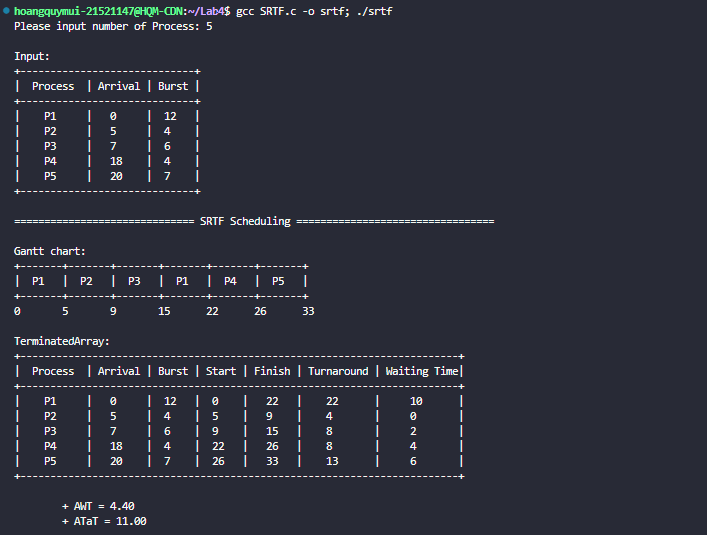 hoangquymui-21521147@HQM-CDN:~/Lab4$ gcc SRTF.c -o srtf; ./srtf
Please input number of Process: 5
Input:
+-----------------------------+
|  Process  | Arrival | Burst |
+-----------------------------+
|    P1     |   0     |  12   |
|    P2     |   5     |  4    |
|    P3     |   7     |  6    |
|    P4     |   18    |  4    |
|    P5     |   20    |  7    |
+-----------------------------+
============================== SRTF Scheduling =================================
Gantt chart:
+-------+-------+-------+-------+-------+-------+
|  P1   |  P2   |  P3   |  P1   |  P4   |  P5   |
+-------+-------+-------+-------+-------+-------+
0       5       9       15      22      26      33
TerminatedArray:
+-------------------------------------------------------------------------+
|  Process  | Arrival | Burst | Start | Finish | Turnaround | Waiting Time|
+-------------------------------------------------------------------------+
|    P1     |   0     |  12   |  0    |   22   |   22       |    10       |
|    P2     |   5     |  4    |  5    |   9    |   4        |    0        |
|    P3     |   7     |  6    |  9    |   15   |   8        |    2        |
|    P4     |   18    |  4    |  22   |   26   |   8        |    4        |
|    P5     |   20    |  7    |  26   |   33   |   13       |    6        |
+-------------------------------------------------------------------------+
+ AWT = 4.40
+ ATaT = 11.00